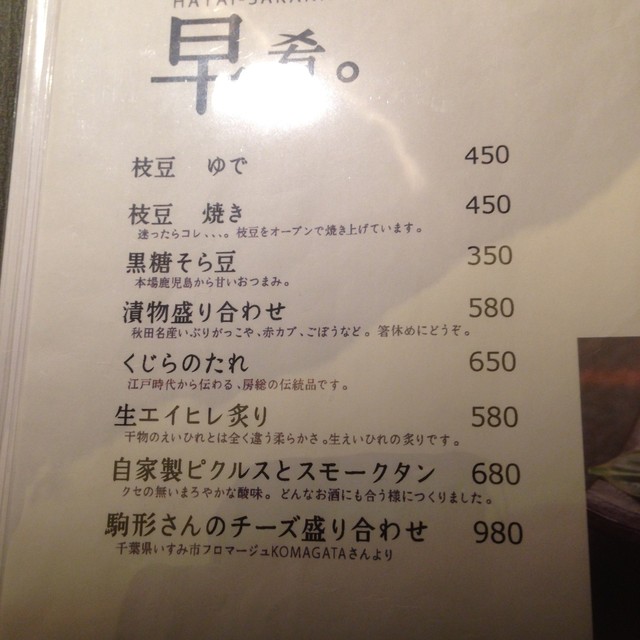 HAYAI-SAKANA
早肴。
枝豆　ゆで 450
枝豆　焼き 450
迷ったらコレ、、、。枝豆をオーブンで焼き上げています。
黒糖そら豆 350
本場鹿児島から甘いおつまみ。
漬物盛り合わせ 580
秋田名産いぶりがっこや、赤カブ、ごぼうなど。箸休めにどうぞ。
くじらのたれ 650
江戸時代から伝わる、房総の伝統品です。
生エイヒレ炙り 580
干物のえいひれとは全く違う柔らかさ。生えいひれの炙りです。
自家製ピクルスとスモークタン 680
クセの無いまろやかな酸味。どんなお酒にも合う様につくりました。
駒形さんのチーズ盛り合わせ 980
千葉県いすみ市フロマージュKOMAGATAさんより